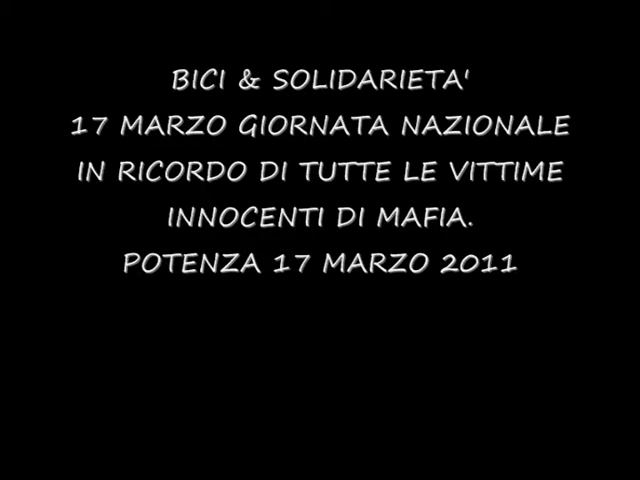 BICI & SOLIDARIETA'
17 MARZO GIORNATA NAZIONALE
IN RICORDO DI TUTTE LE VITTIME
INNOCENTI DI MAFIA.
POTENZA 17 MARZO 2011